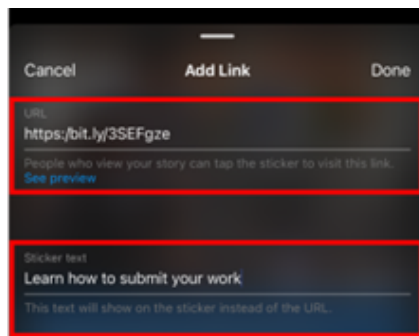 Cancel Add Link Done
URL
https:/bit.ly/3SEFgze
People who view your story can tap the sticker to visit this link.
See preview
Sticker text
Learn how to submit your work
This text will show on the sticker instead of the URL.